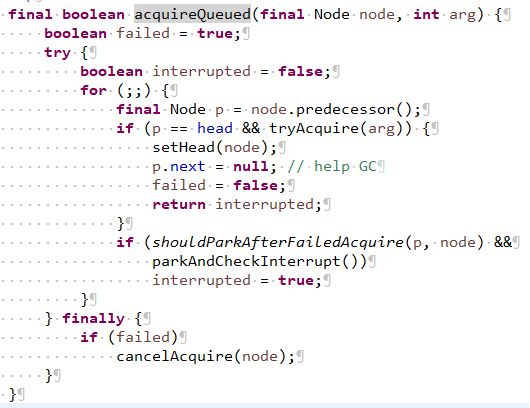 final boolean acquireQueued(final Node node, int arg) {
    boolean failed = true;
    try {
        boolean interrupted = false;
        for (;;) {
            final Node p = node.predecessor();
            if (p == head && tryAcquire(arg)) {
                setHead(node);
                p.next = null; // help GC
                failed = false;
                return interrupted;
            }
            if (shouldParkAfterFailedAcquire(p, node) &&
                parkAndCheckInterrupt())
                interrupted = true;
        }
    } finally {
        if (failed)
            cancelAcquire(node);
    }
}